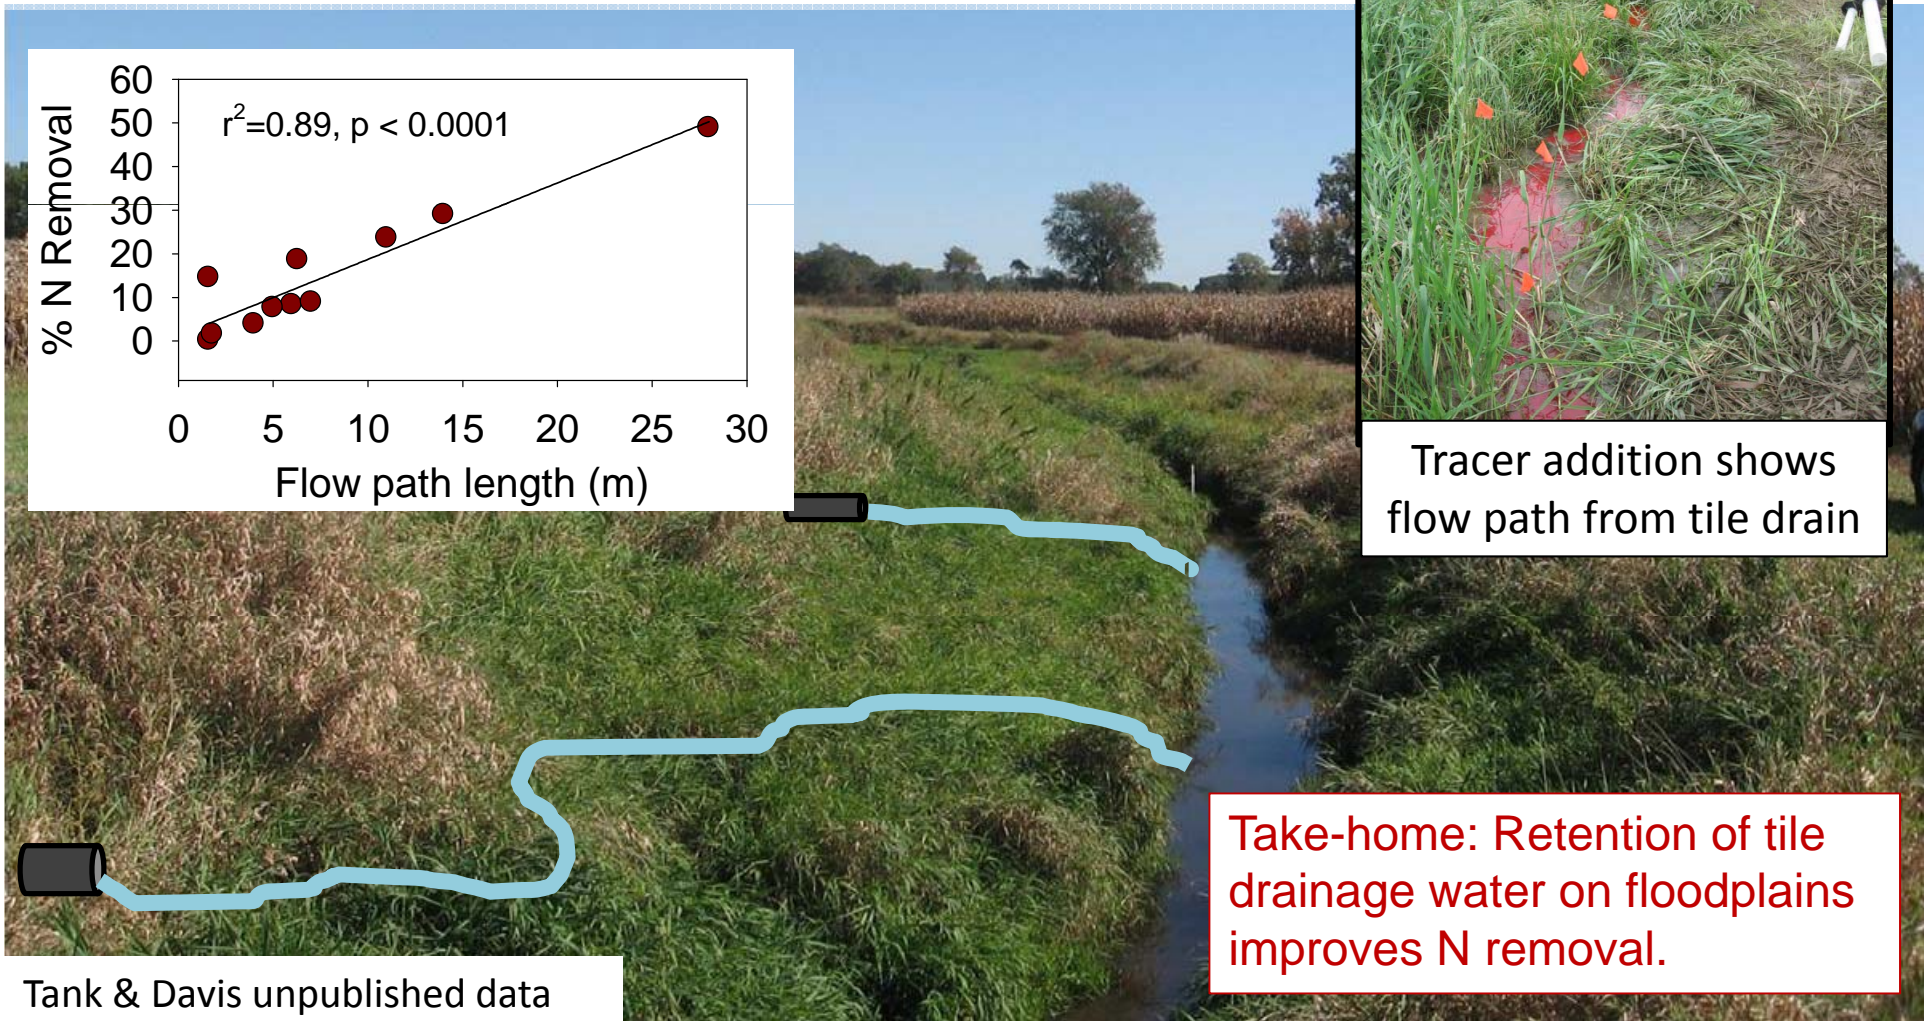 60
50
40
30
20
10
0
% N Removal
r²=0.89, p < 0.0001
0 5 10 15 20 25 30
Flow path length (m)
Tracer addition shows
flow path from tile drain
Take-home: Retention of tile
drainage water on floodplains
improves N removal.
Tank & Davis unpublished data